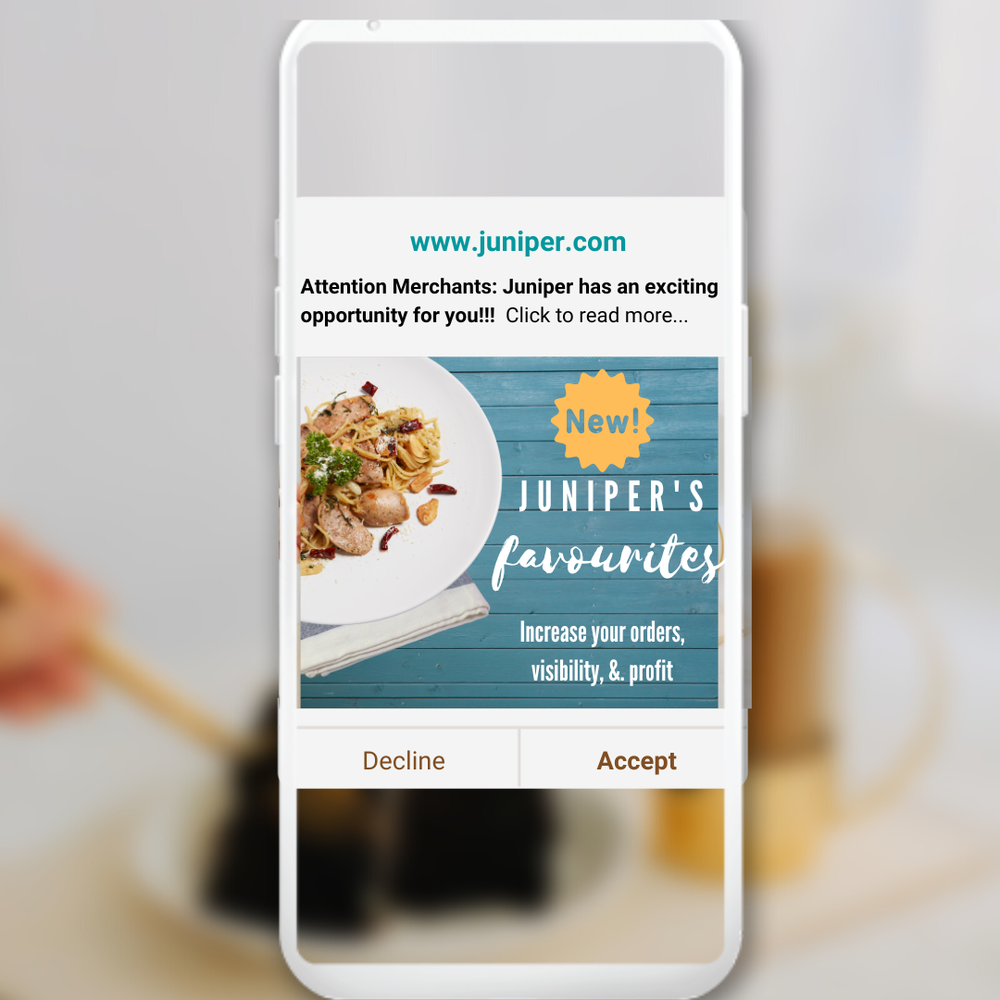 www.juniper.com
Attention Merchants: Juniper has an exciting
opportunity for you!!! Click to read more...
New!
JUNIPER'S
favourites
Increase your orders,
visibility, &. profit
Decline
Accept